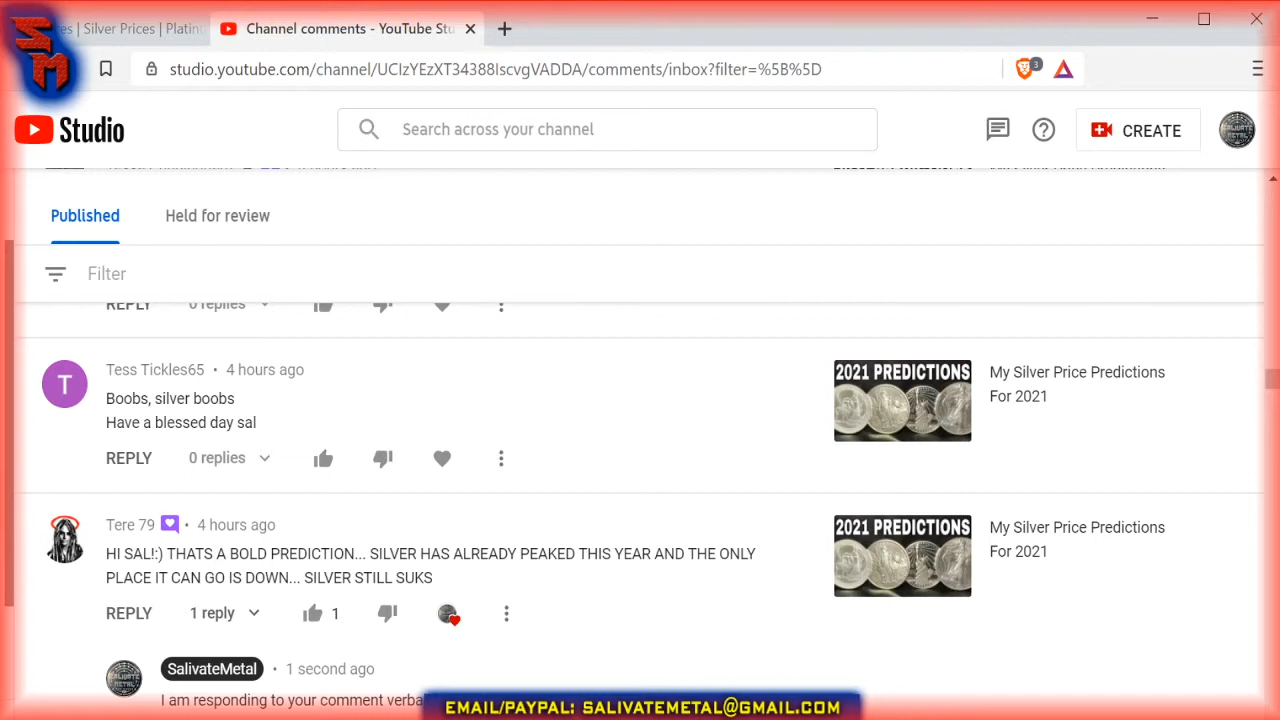 SM
es | Silver Prices | Platinu
Channel comments - YouTube Stu
studio.youtube.com/channel/UCIzYEzXT34388lscvgVADDA/comments/inbox?filter=%5B%5D
3
Studio
Search across your channel
CREATE
Published
Held for review
Filter
REPLY 0 replies
Tess Tickles65 • 4 hours ago
Boobs, silver boobs
Have a blessed day sal
REPLY 0 replies
2021 PREDICTIONS
My Silver Price Predictions
For 2021
Tere 79 • 4 hours ago
HI SAL!:) THATS A BOLD PREDICTION... SILVER HAS ALREADY PEAKED THIS YEAR AND THE ONLY
PLACE IT CAN GO IS DOWN... SILVER STILL SUKS
REPLY 1 reply 1
2021 PREDICTIONS
My Silver Price Predictions
For 2021
SalivateMetal • 1 second ago
I am responding to your comment verba
EMAIL/PAYPAL: SALIVATEMETAL@GMAIL.COM